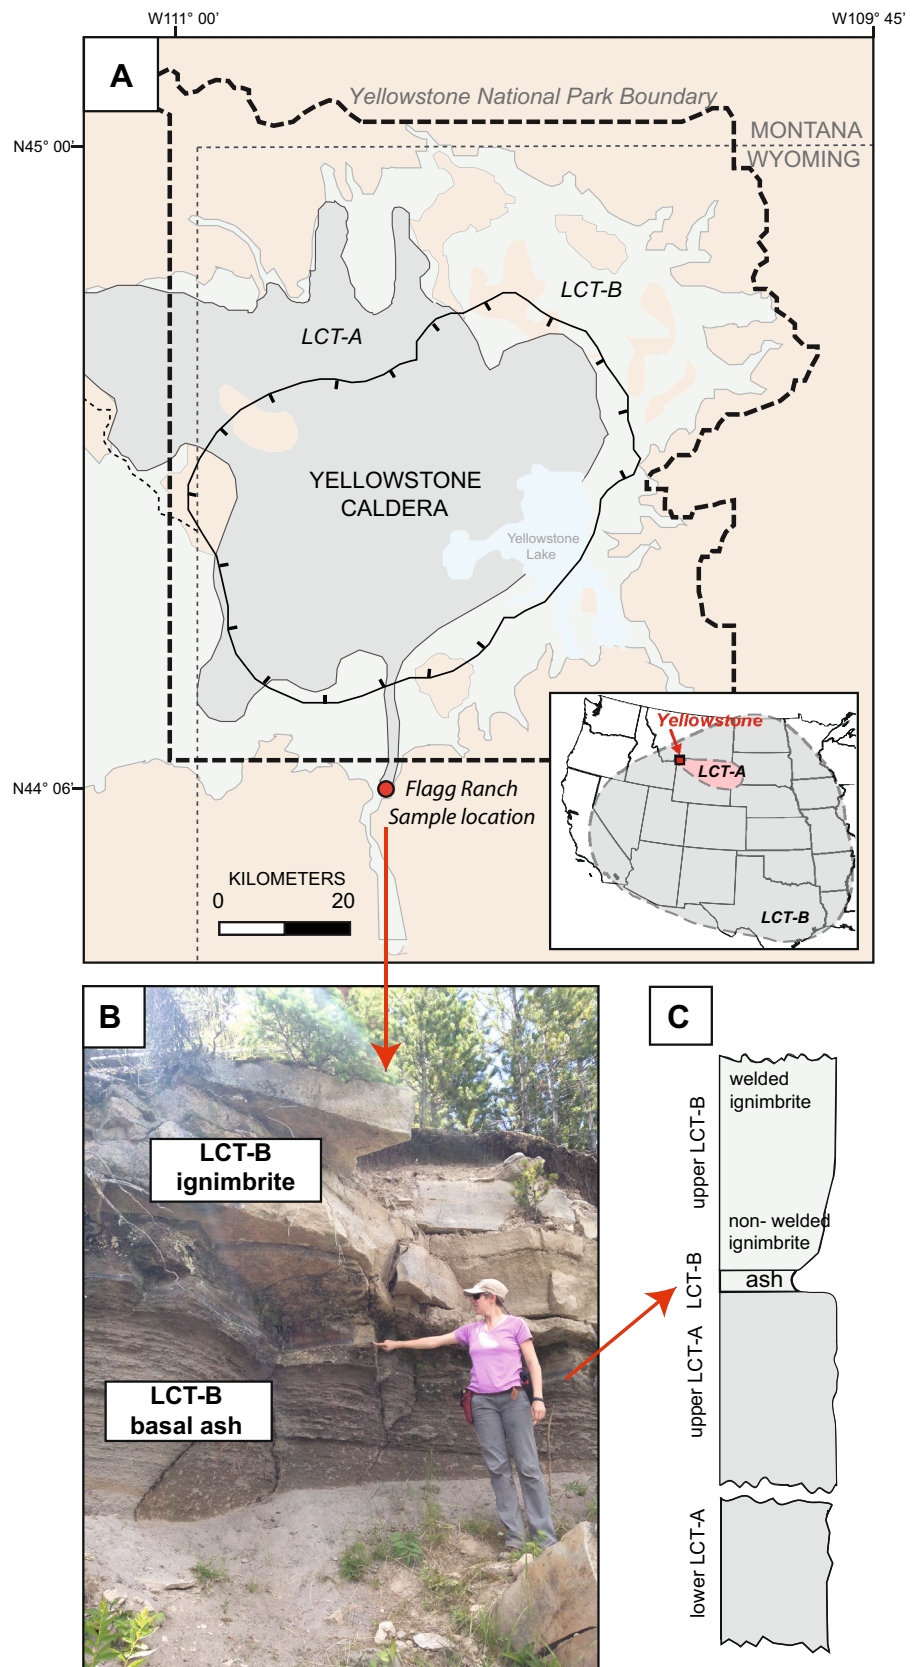 W111° 00'
W109° 45'
A
Yellowstone National Park Boundary
N45° 00'
MONTANA
WYOMING
LCT-B
LCT-A
YELLOWSTONE
CALDERA
Yellowstone
Lake
N44° 06'
Flagg Ranch
Sample location
KILOMETERS
0 20
Yellowstone
LCT-A
LCT-B
B
LCT-B
ignimbrite
LCT-B
basal ash
C
welded
ignimbrite
upper LCT-B
non- welded
ignimbrite
LCT-B
ash
upper LCT-A
lower LCT-A